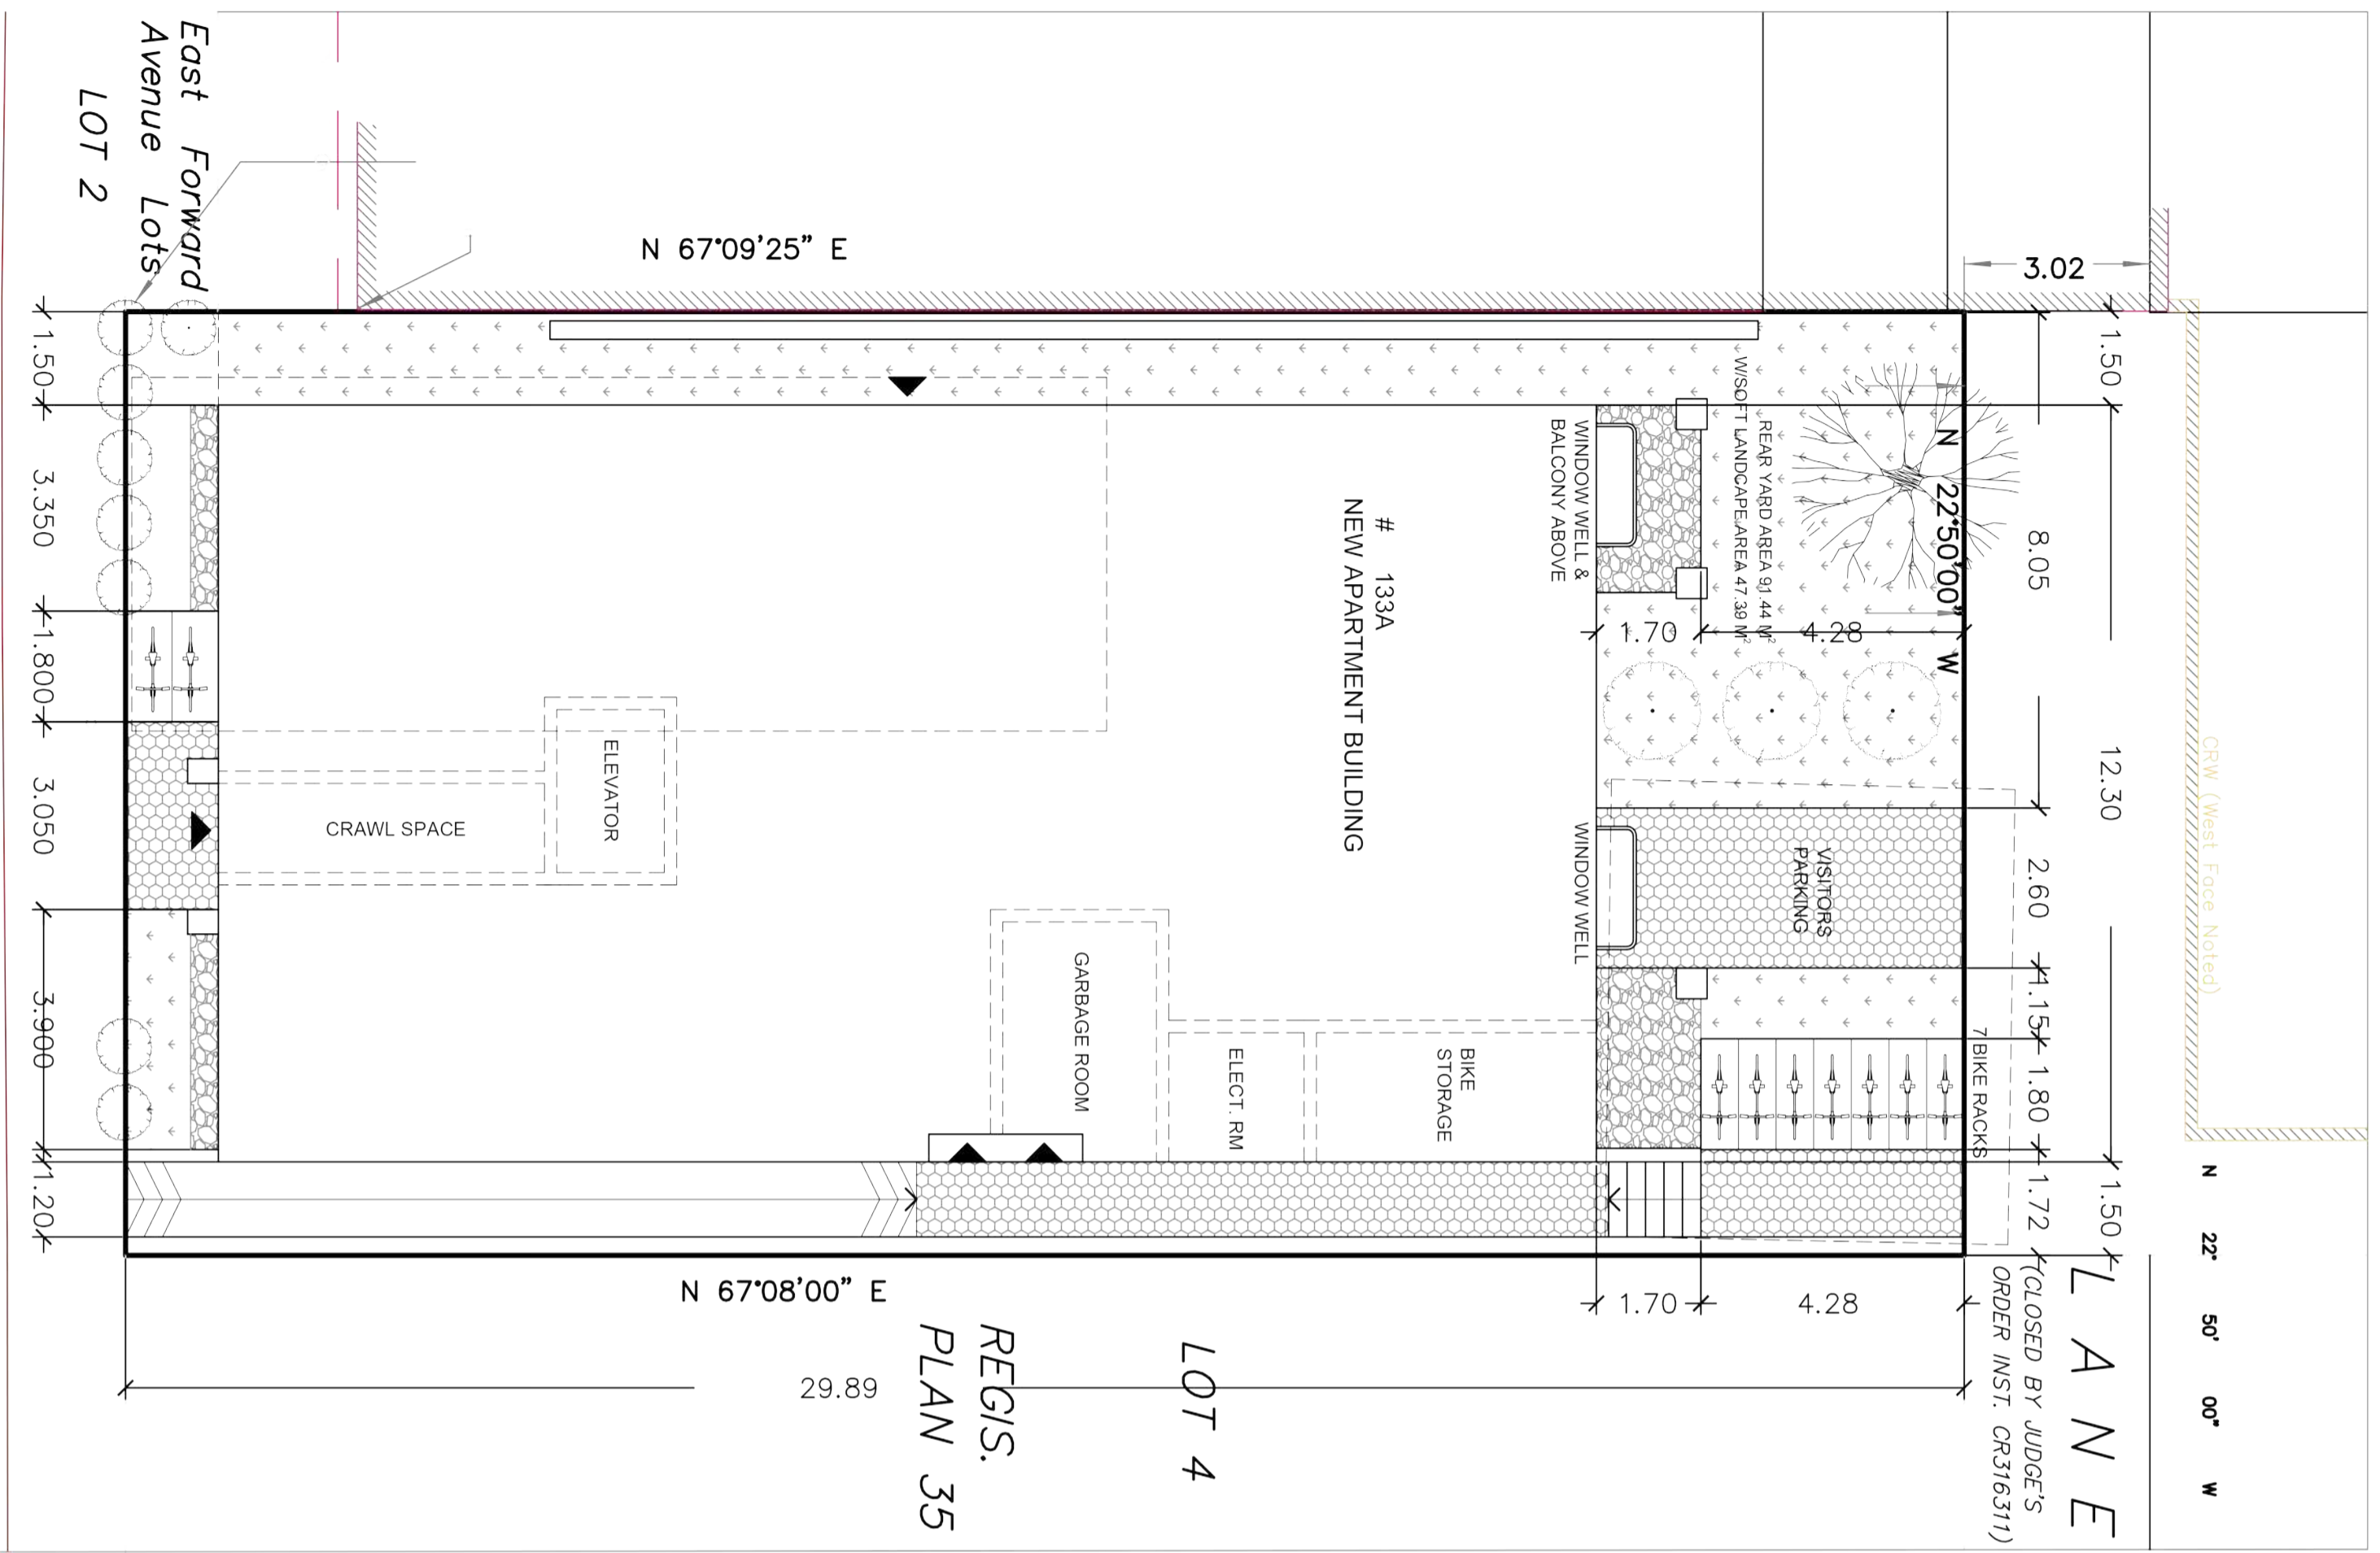 East Forward
Avenue Lots
LOT 2
N 67°09'25" E
3.02
1.50
1.50
3.350
1.800
3.050
3.900
1.20
W/SOFT LANDSCAPE AREA 47.39 M²
REAR YARD AREA 91.44 M²
N 22°50'00" W
WINDOW WELL &
BALCONY ABOVE
# 133A
NEW APARTMENT BUILDING
1.70
4.28
8.05
12.30
CRW (West Face Noted)
ELEVATOR
CRAWL SPACE
WINDOW WELL
VISITORS
PARKING
2.60
1.15
1.80
1.72
1.50
7 BIKE RACKS
GARBAGE ROOM
ELECT. RM
BIKE
STORAGE
N 22° 50' 00" W
N 67°08'00" E
1.70
4.28
29.89
REGIS.
PLAN 35
LOT 4
LANE
(CLOSED BY JUDGE'S
ORDER INST. CR316311)